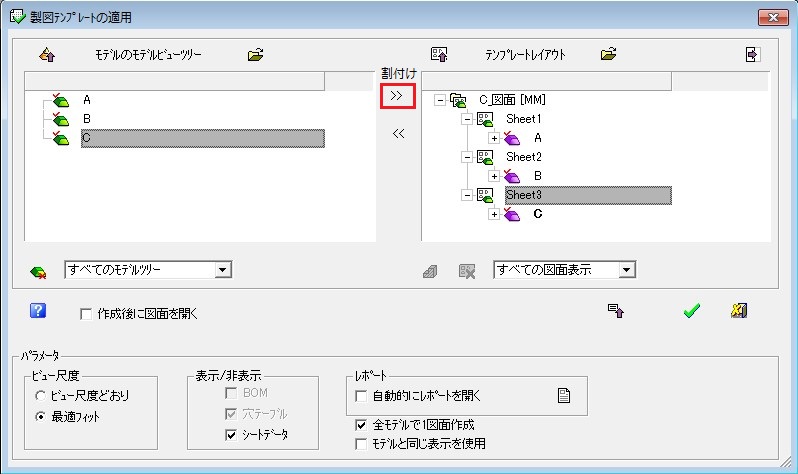 製図テンプレートの適用
モデルのモデルビューツリー
割付け
テンプレートレイアウト
>>
<<
A
B
C
C_図面 [MM]
Sheet1
A
Sheet2
B
Sheet3
C
すべてのモデルツリー
すべての図面表示
作成後に図面を開く
パラメータ
ビュー尺度
ビュー尺度どおり
最適フィット
表示/非表示
BOM
穴テーブル
シートデータ
レポート
自動的にレポートを開く
全モデルで1図面作成
モデルと同じ表示を使用